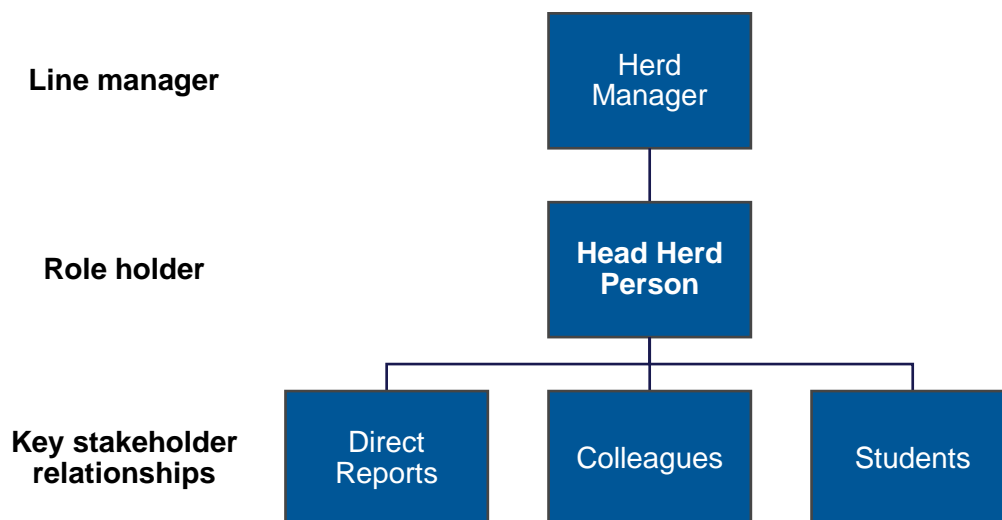 Line manager
Herd
Manager
Role holder
Head Herd
Person
Key stakeholder
relationships
Direct
Reports
Colleagues
Students